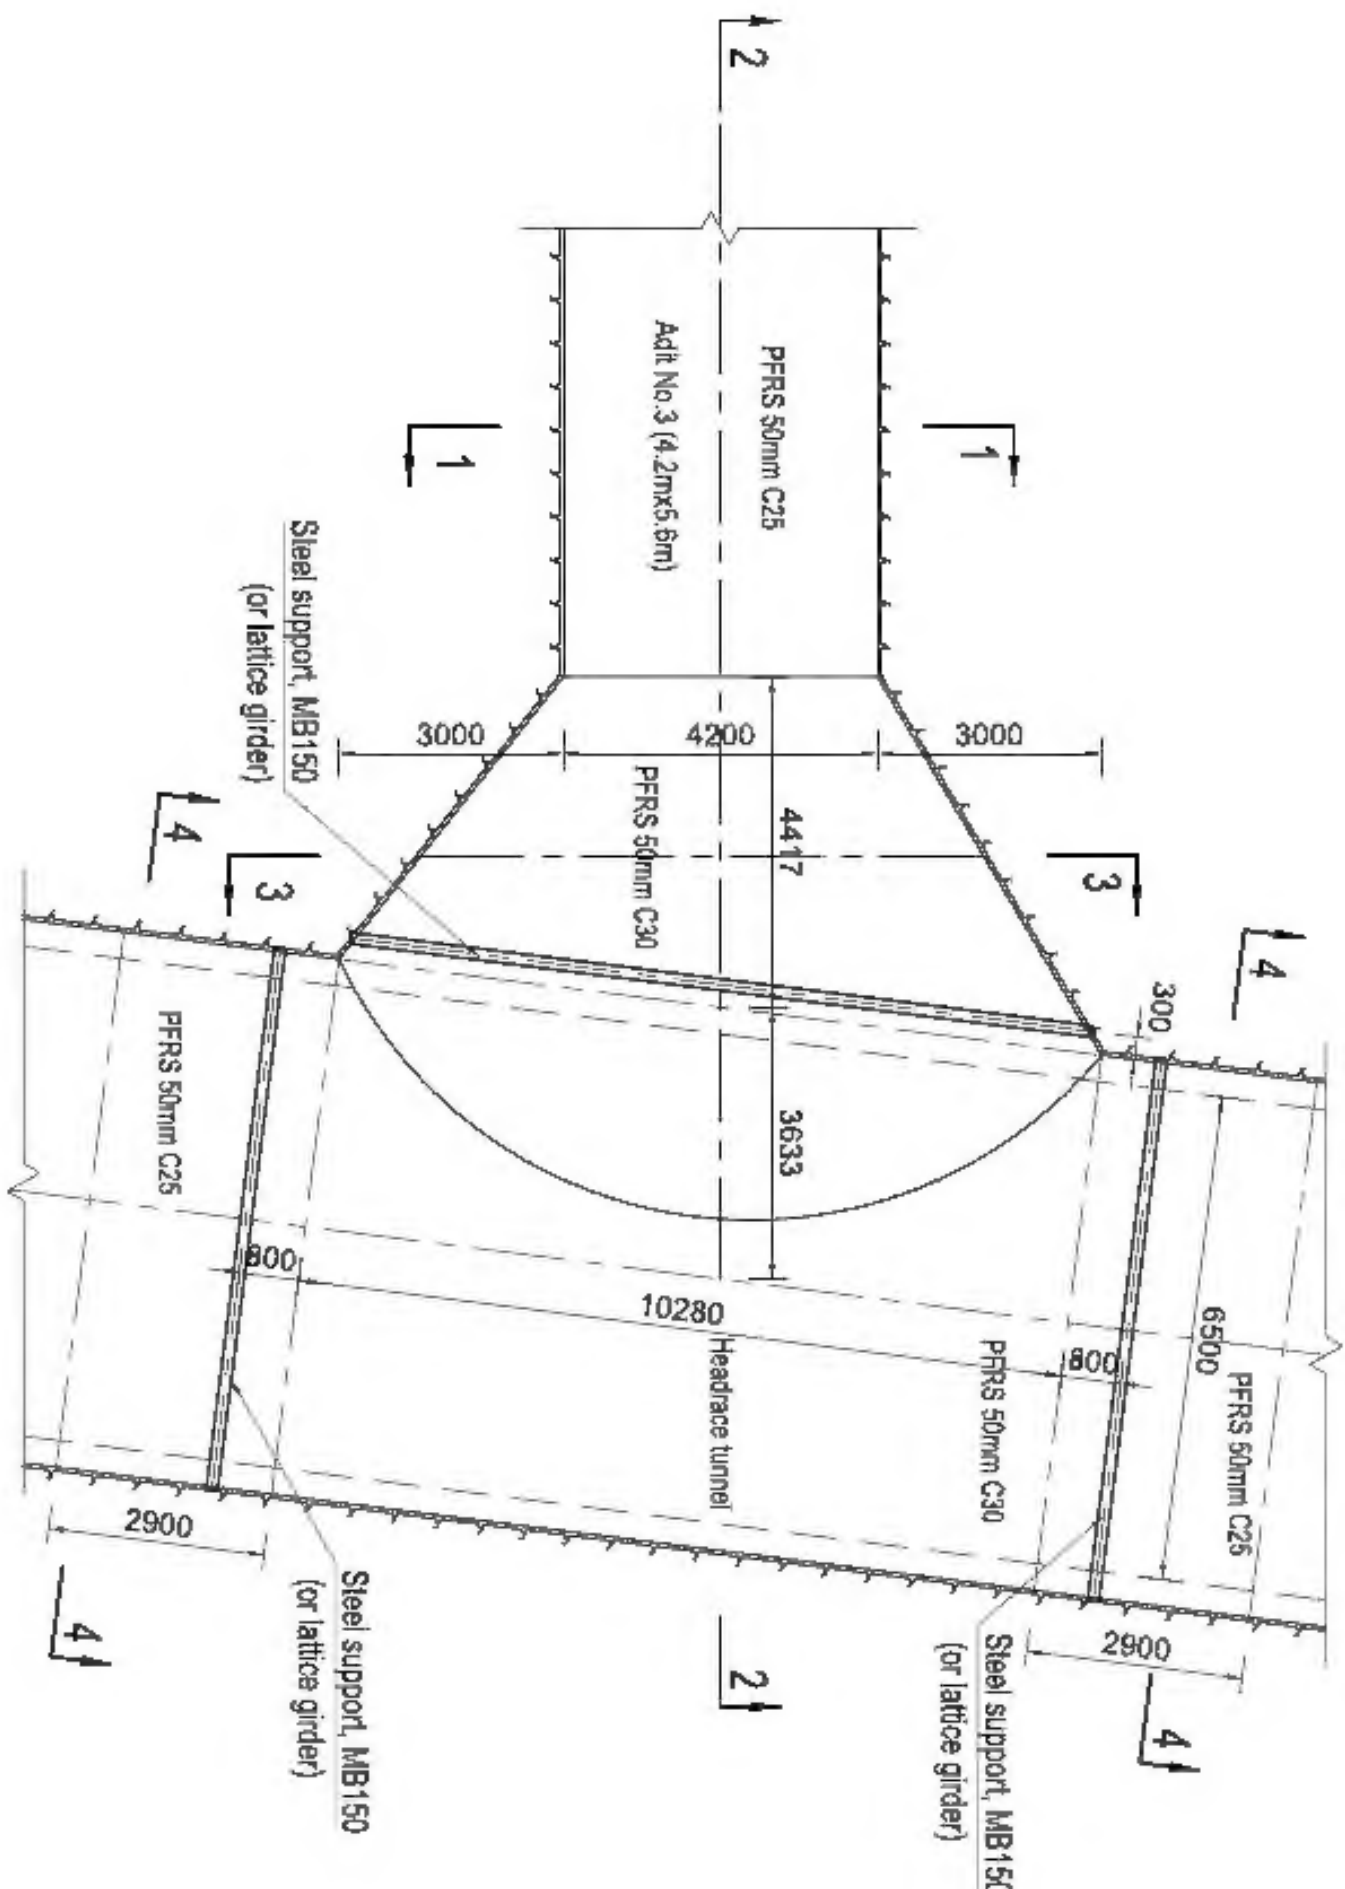 2
PFRS 50mm C25
Adit No.3 (4.2mx5.6m)
1
1
Steel support, MB150
(or lattice girder)
3000
4200
3000
PFRS 50mm C30
4417
4
3
3
4
300
PFRS 50mm C25
3633
800
10280
Headrace tunnel
PFRS 50mm C30
800
6500
PFRS 50mm C25
2900
2900
Steel support, MB150
(or lattice girder)
Steel support, MB150
(or lattice girder)
4
2
4